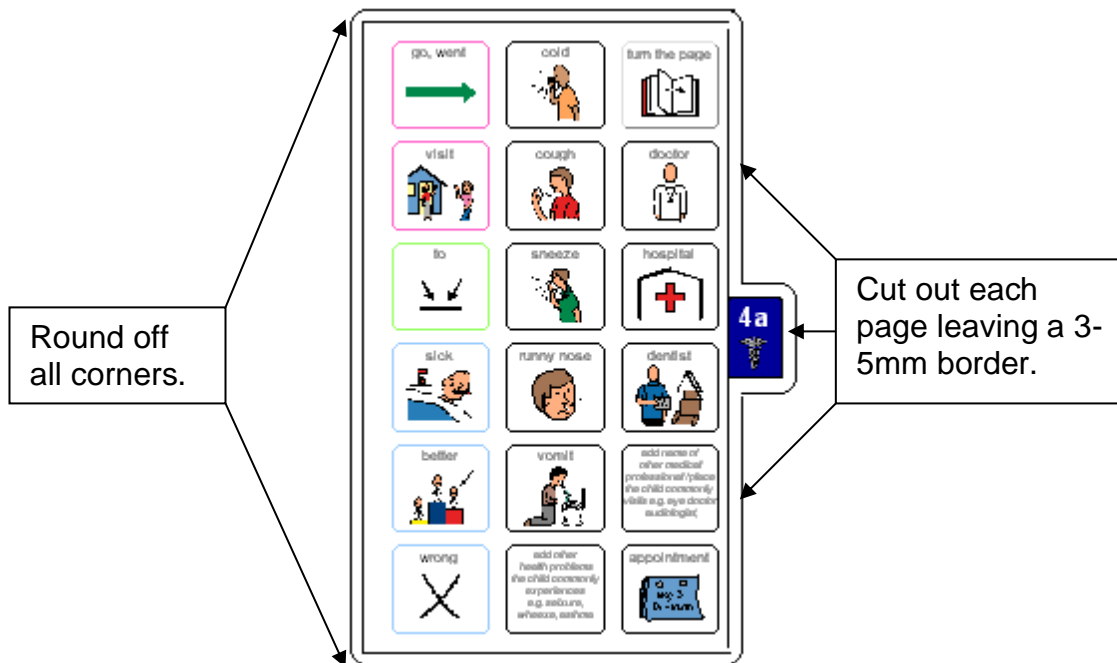 go, went
cold
turn the page
visit
cough
doctor
to
sneeze
hospital
4a
sick
runny nose
dentist
better
vomit
add name of
other medical
professional/place
the child commonly
visits e.g. eye doctor
audiologist,
wrong
add other
health problems
the child commonly
experiences
e.g. seizure,
wheeze, asthma
appointment
Round off
all corners.
Cut out each
page leaving a 3-
5mm border.